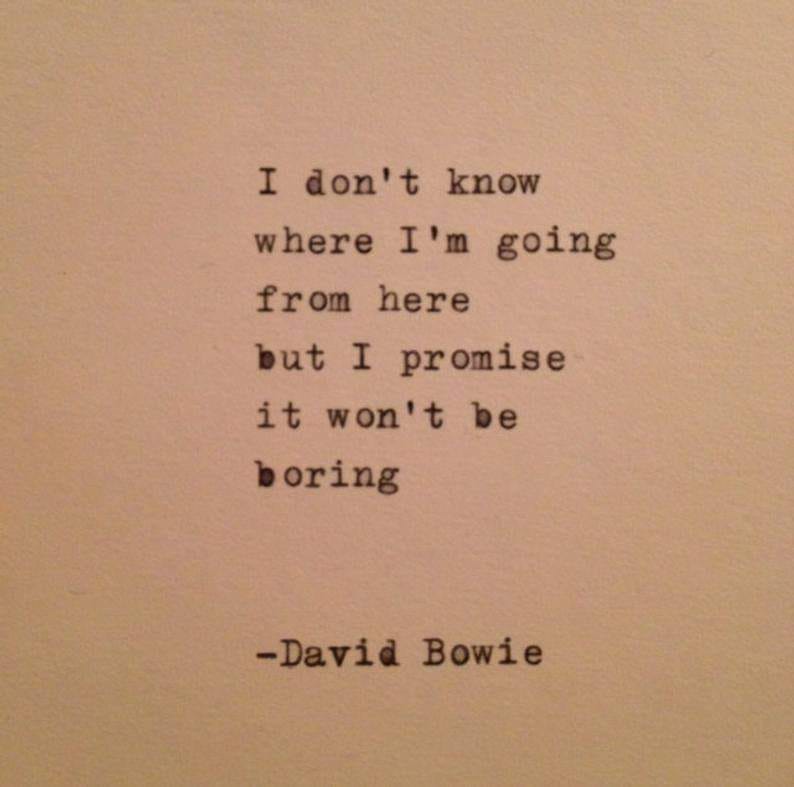 I don't know
where I'm going
from here
but I promise
it won't be
boring
-David Bowie